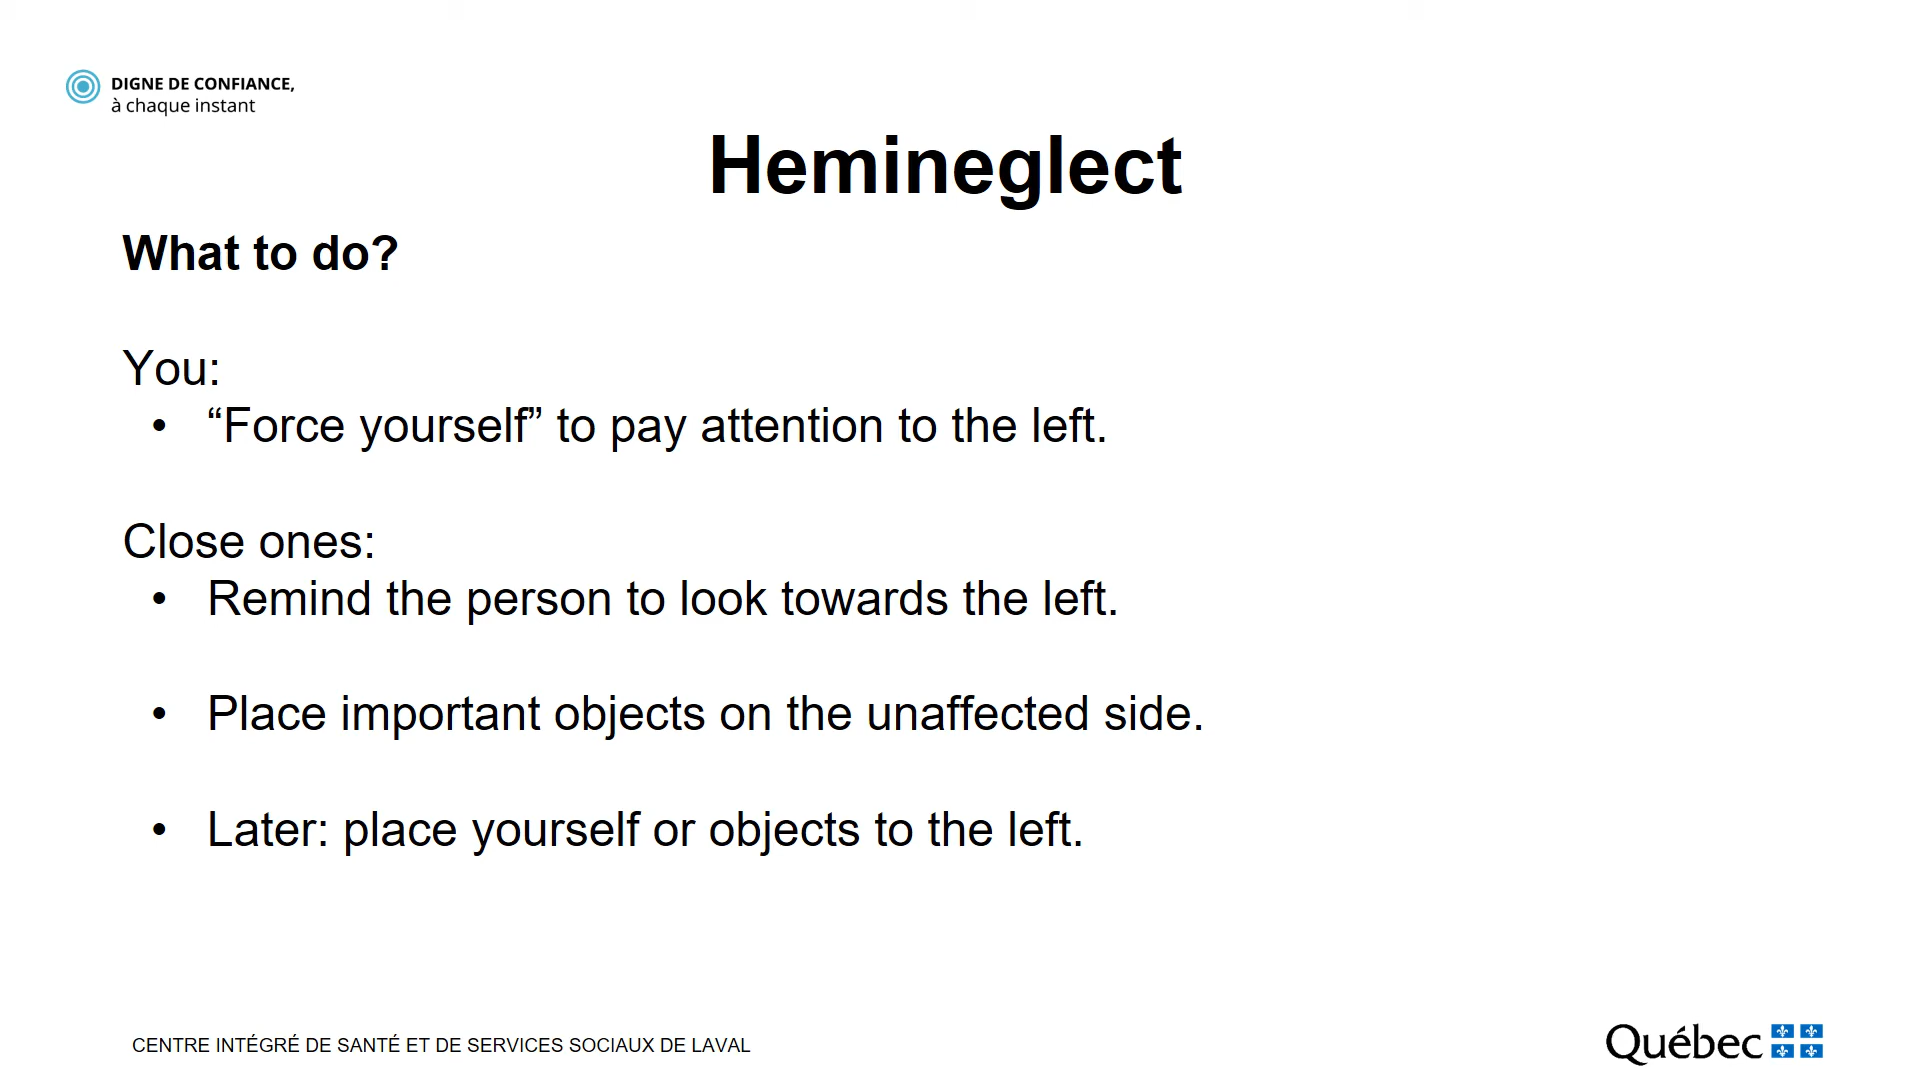 DIGNE DE CONFIANCE,
à chaque instant
Hemineglect
What to do?
You:
• “Force yourself” to pay attention to the left.
Close ones:
• Remind the person to look towards the left.
• Place important objects on the unaffected side.
• Later: place yourself or objects to the left.
CENTRE INTÉGRÉ DE SANTÉ ET DE SERVICES SOCIAUX DE LAVAL
Québec